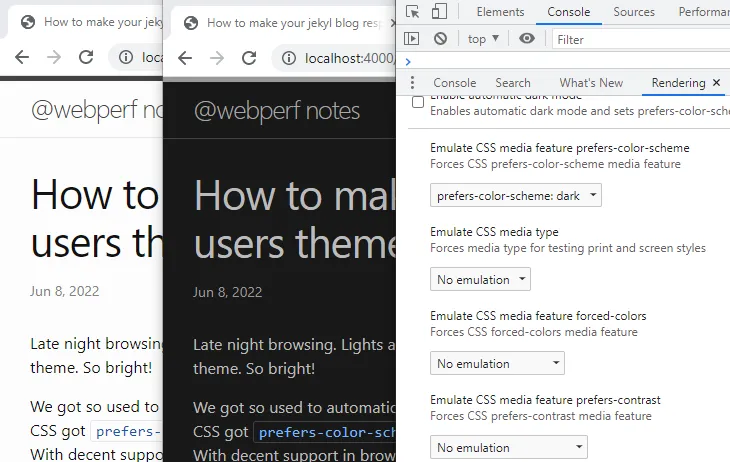 How to make your jeky
loca
@webperf notes
How to
users th
Jun 8, 2022
Late night browsing
theme. So bright!
We got so used to
CSS got prefers-
With decent suppo
How to make your jekyl blog resp
localhost:4000/
@webperf notes
How to mak
users theme
Jun 8, 2022
Late night browsing. Lights a
theme. So bright!
We got so used to automatic
CSS got prefers-color-sch
With decent support in brow
Elements Console Sources Performa
top Filter
Console Search What's New Rendering
Enable automatic dark mode
Enables automatic dark mode and sets prefers-color-sche
Emulate CSS media feature prefers-color-scheme
Forces CSS prefers-color-scheme media feature
prefers-color-scheme: dark
Emulate CSS media type
Forces media type for testing print and screen styles
No emulation
Emulate CSS media feature forced-colors
Forces CSS forced-colors media feature
No emulation
Emulate CSS media feature prefers-contrast
Forces CSS prefers-contrast media feature
No emulation